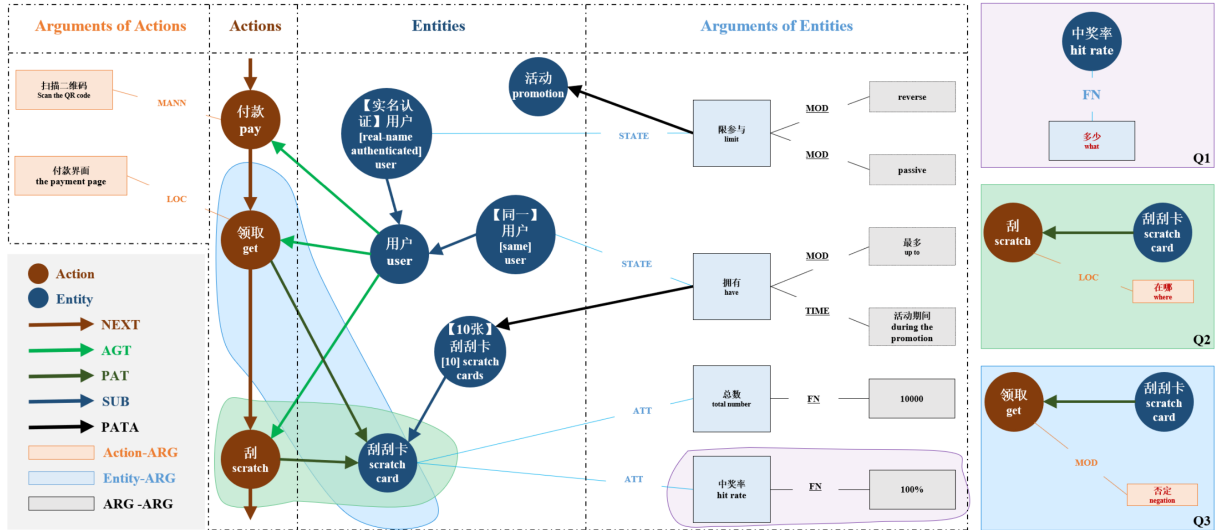 Arguments of Actions
Actions
Entities
Arguments of Entities
扫描二维码
Scan the QR code
MANN
付款
pay
付款界面
the payment page
LOC
领取
get
刮
scratch
【实名认
证】用户
[real-name
authenticated]
user
活动
promotion
用户
user
【同一】
用户
[same]
user
【10张】
刮刮卡
[10] scratch
cards
刮刮卡
scratch
card
STATE
限参与
limit
MOD
reverse
MOD
passive
STATE
拥有
have
MOD
最多
up to
TIME
活动期间
during the
promotion
ATT
总数
total number
FN
10000
ATT
中奖率
hit rate
FN
100%
Action
Entity
NEXT
AGT
PAT
SUB
PATA
Action-ARG
Entity-ARG
ARG -ARG
中奖率
hit rate
FN
多少
what
Q1
刮
scratch
刮刮卡
scratch
card
LOC
在哪
where
Q2
领取
get
刮刮卡
scratch
card
MOD
否定
negation
Q3